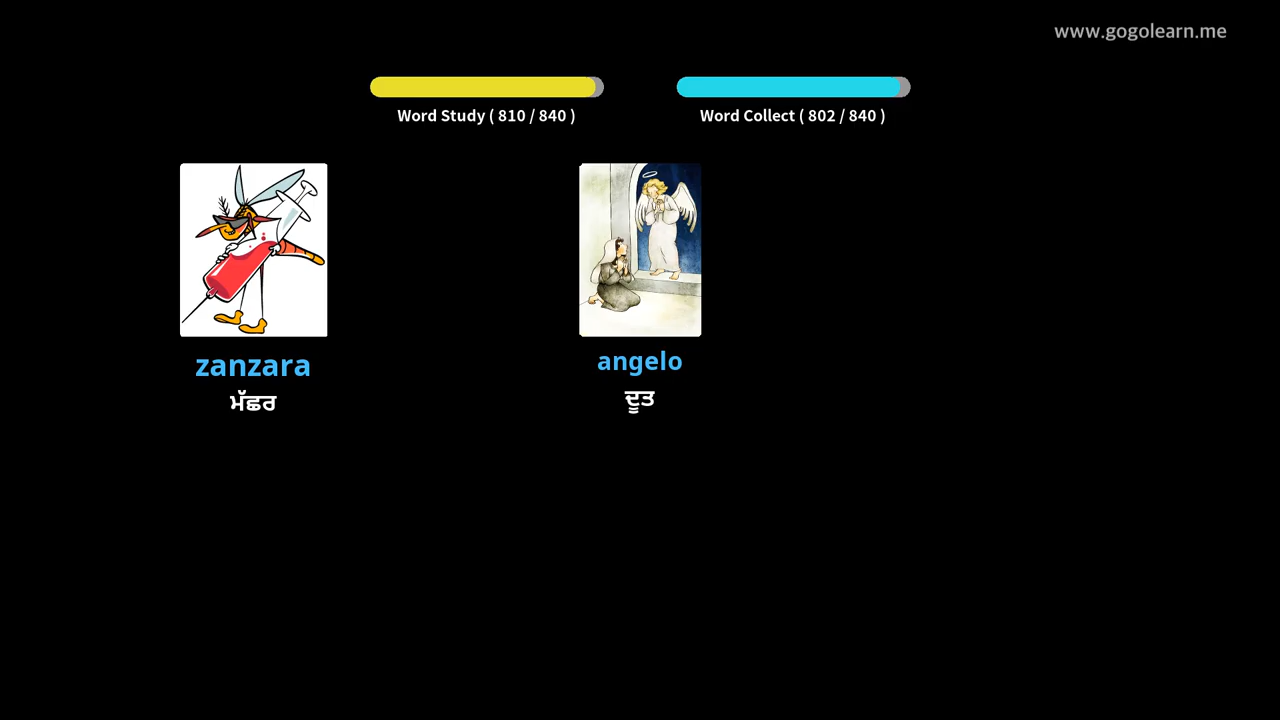 www.gogolearn.me
Word Study ( 810 / 840 )
Word Collect ( 802 / 840 )
zanzara
ਮੱਛਰ
angelo
ਦੂਤ